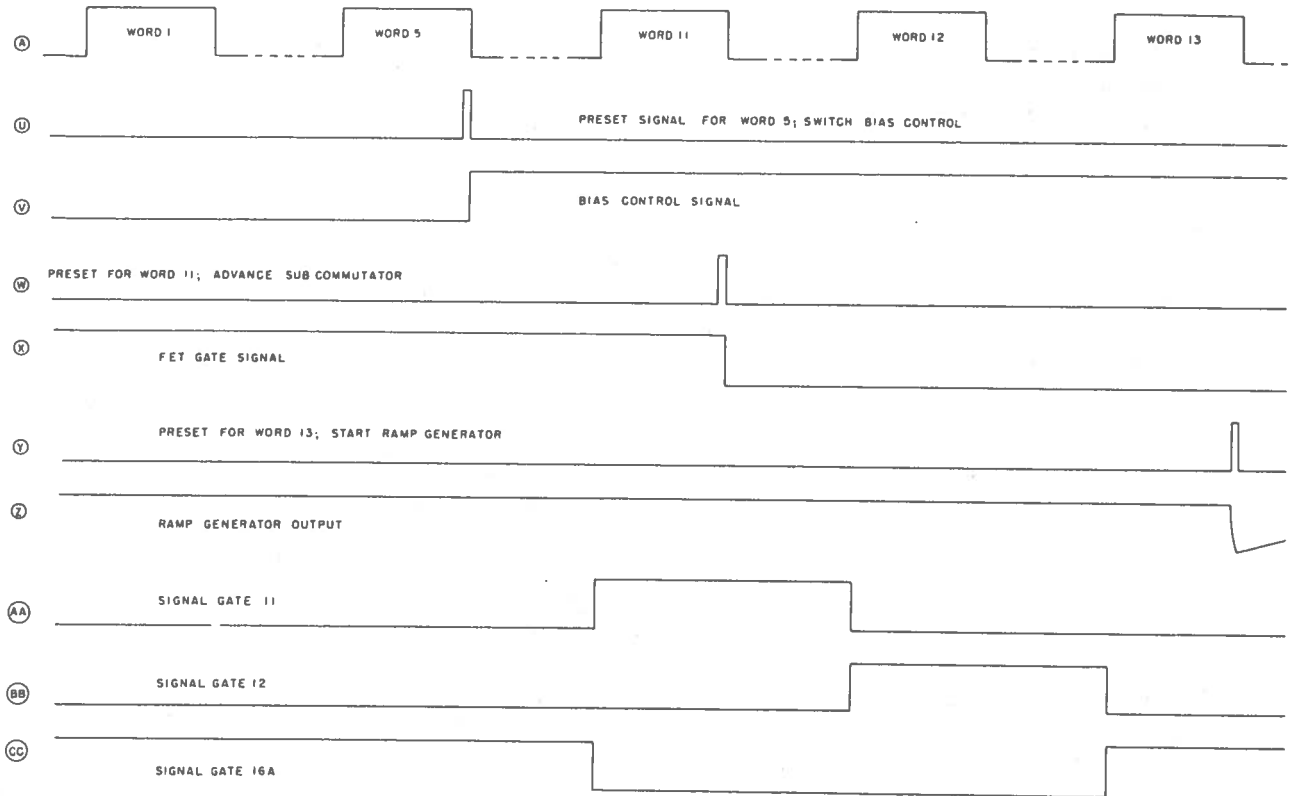 WORD 1 WORD 5 WORD 11 WORD 12 WORD 13
A
U PRESET SIGNAL FOR WORD 5; SWITCH BIAS CONTROL
V BIAS CONTROL SIGNAL
W PRESET FOR WORD 11; ADVANCE SUB COMMUTATOR
X FET GATE SIGNAL
Y PRESET FOR WORD 13; START RAMP GENERATOR
Z RAMP GENERATOR OUTPUT
AA SIGNAL GATE 11
BB SIGNAL GATE 12
CC SIGNAL GATE 16A